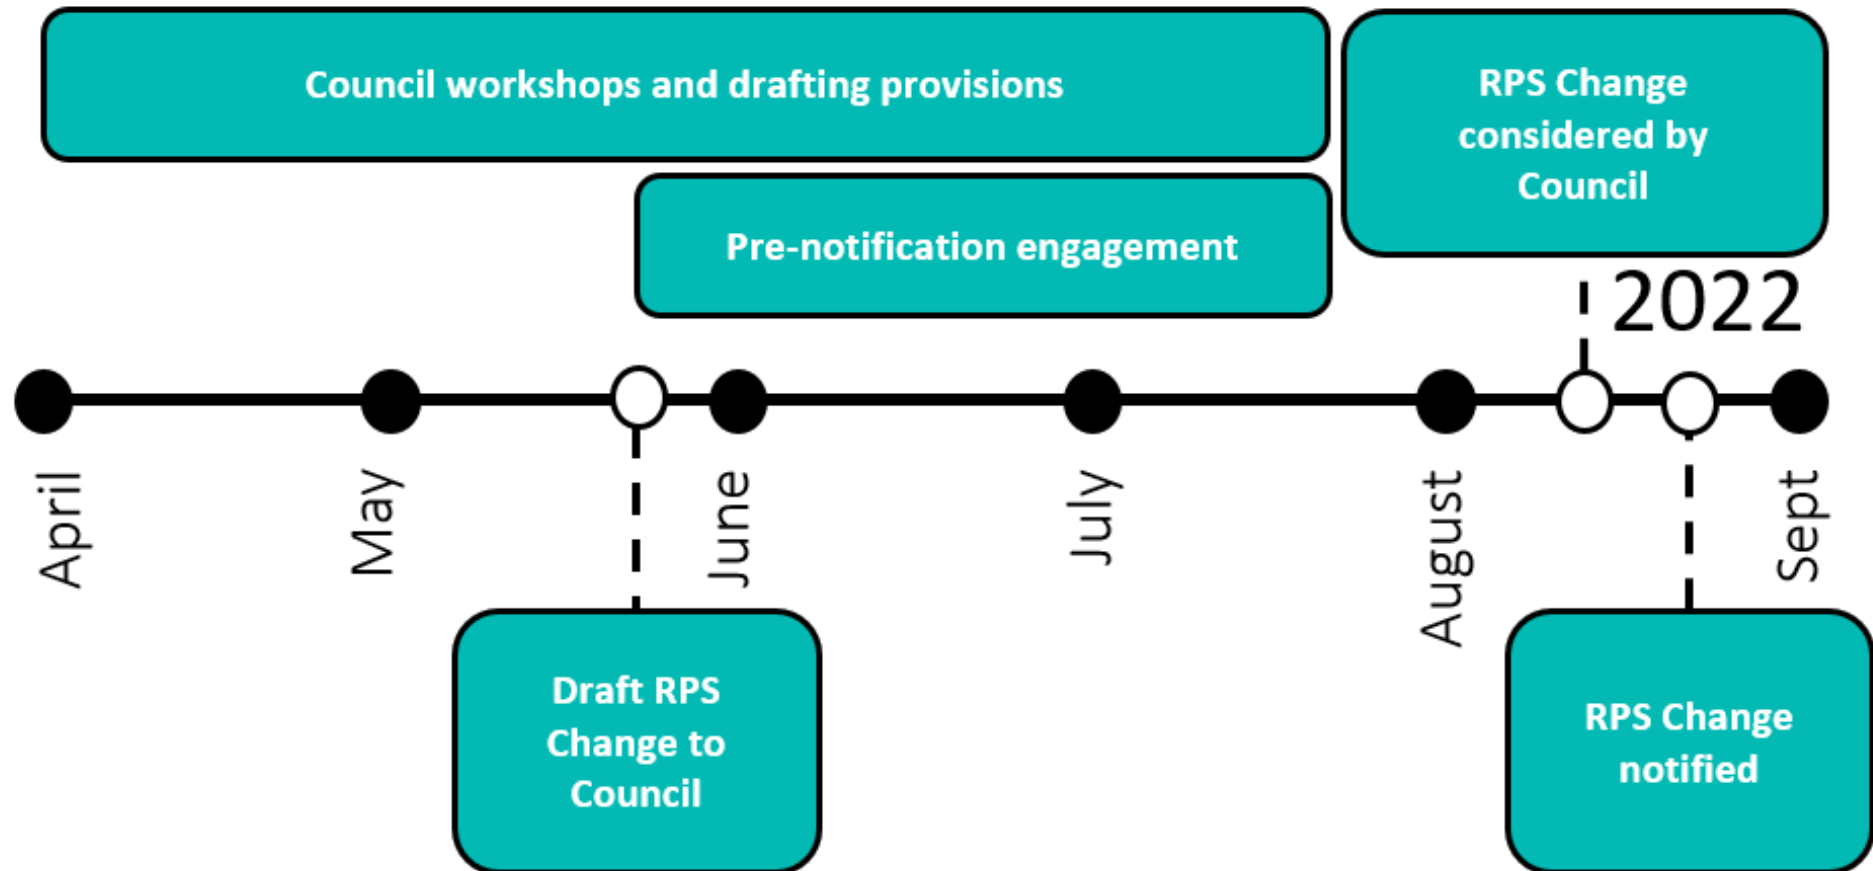 Council workshops and drafting provisions
RPS Change
considered by
Council
Pre-notification engagement
2022
April
May
June
July
August
Sept
Draft RPS
Change to
Council
RPS Change
notified